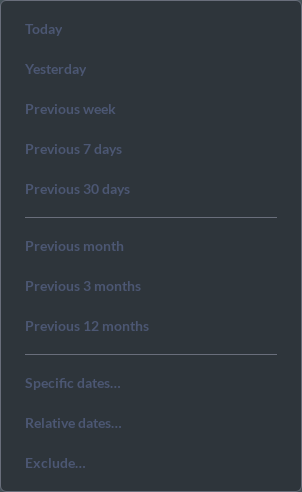 Today
Yesterday
Previous week
Previous 7 days
Previous 30 days
Previous month
Previous 3 months
Previous 12 months
Specific dates...
Relative dates...
Exclude...